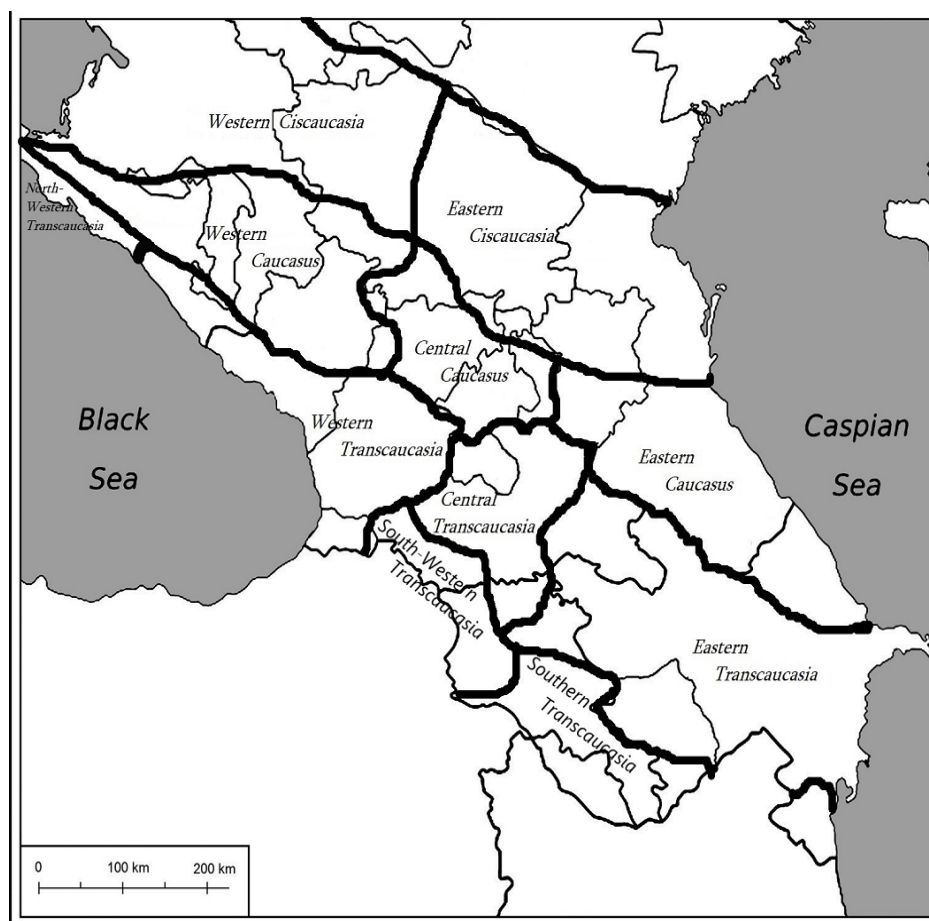 Western Ciscaucasia
North-
Western
Transcaucasia
Western
Caucasus
Eastern
Ciscaucasia
Central
Caucasus
Black
Sea
Western
Transcaucasia
Caspian
Sea
Eastern
Caucasus
Central
Transcaucasia
South-Western
Transcaucasia
Eastern
Transcaucasia
Southern
Transcaucasia
0 100 km 200 km